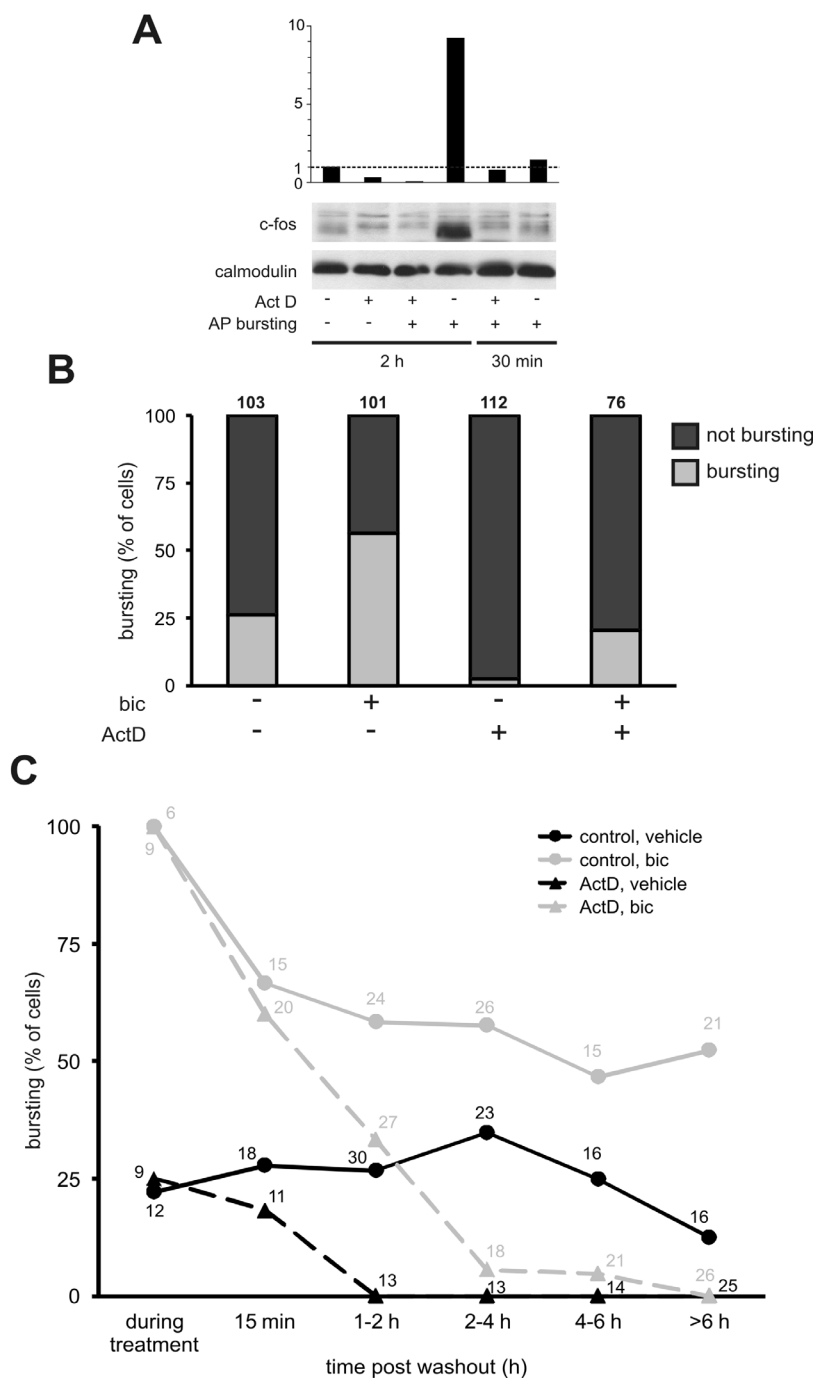 A
10
5
1
0
c-fos
calmodulin
Act D - + + - + -
AP bursting - - + + + +
2 h 30 min
B
103 101 112 76
100
75
50
25
0
bursting (% of cells)
not bursting
bursting
bic - + - +
ActD - - + +
C
100
75
50
25
0
bursting (% of cells)
control, vehicle
control, bic
ActD, vehicle
ActD, bic
6
9
15
20
24
26
15
21
27
23
18
30
16
16
9
12
11
18
21
26
13
13
14
25
during treatment 15 min 1-2 h 2-4 h 4-6 h >6 h
time post washout (h)